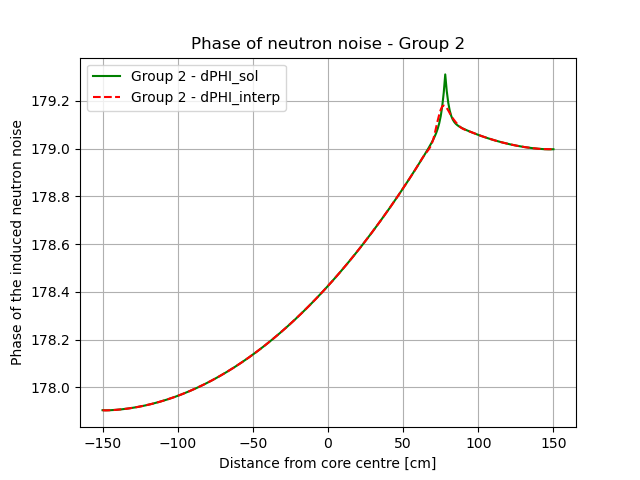 Phase of neutron noise - Group 2
Group 2 - dPHI_sol
Group 2 - dPHI_interp
Phase of the induced neutron noise
179.2
179.0
178.8
178.6
178.4
178.2
178.0
−150
−100
−50
0
50
100
150
Distance from core centre [cm]